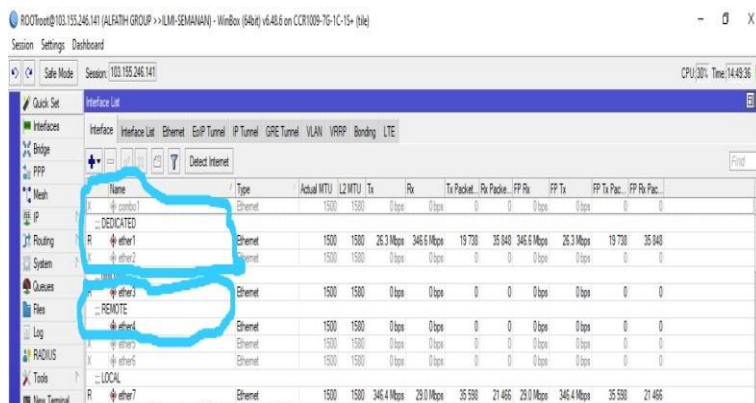 ROOTroot@103.155.246.141 (ALFATIH GROUP >> ILMI-SEMANAN) - WinBox (64bit) v6.48.6 on CCR1009-7G-1C-1S+ (tile)
Session Settings Dashboard
Safe Mode Session: 103.155.246.141 CPU: 30% Time: 14:49:36
Quick Set
Interfaces
Bridge
PPP
Mesh
IP
Routing
System
Queues
Files
Log
RADIUS
Tools
New Terminal
Interface List
Interface Interface List Ethernet EoIP Tunnel IP Tunnel GRE Tunnel VLAN VRRP Bonding LTE
Detect Internet Find
Name Type Actual MTU L2 MTU Tx Rx Tx Packet... Rx Packe... FP Rx FP Tx FP Tx Pac... FP Rx Pac...
X combo1 Ethernet 1500 1580 0 bps 0 bps 0 0 0 bps 0 bps 0 0
::: DEDICATED
R ether1 Ethernet 1500 1580 26.3 Mbps 346.6 Mbps 19 738 35 848 346.6 Mbps 26.3 Mbps 19 738 35 848
X ether2 Ethernet 1500 1580 0 bps 0 bps 0 0 0 bps 0 bps 0 0
R ether3 Ethernet 1500 1580 0 bps 0 bps 0 0 0 bps 0 bps 0 0
::: REMOTE
ether4 Ethernet 1500 1580 0 bps 0 bps 0 0 0 bps 0 bps 0 0
X ether5 Ethernet 1500 1580 0 bps 0 bps 0 0 0 bps 0 bps 0 0
X ether6 Ethernet 1500 1580 0 bps 0 bps 0 0 0 bps 0 bps 0 0
::: LOCAL
R ether7 Ethernet 1500 1580 346.4 Mbps 29.0 Mbps 35 598 21 466 29.0 Mbps 346.4 Mbps 35 598 21 466